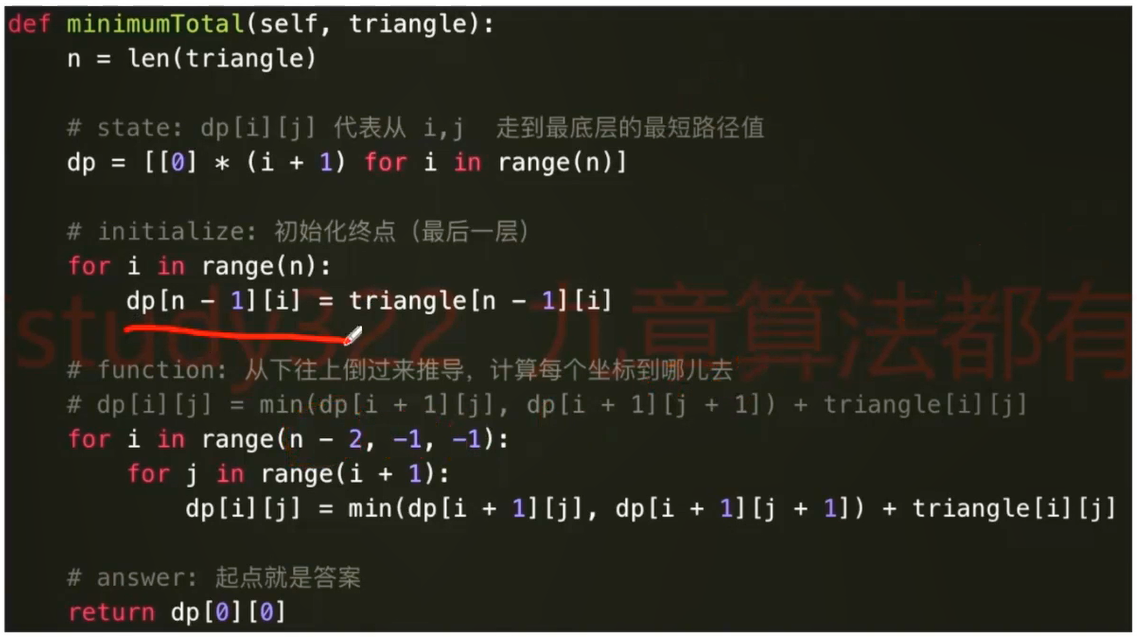 def minimumTotal(self, triangle):
    n = len(triangle)

    # state: dp[i][j] 代表从 i,j  走到最底层的最短路径值
    dp = [[0] * (i + 1) for i in range(n)]

    # initialize: 初始化终点（最后一层）
    for i in range(n):
        dp[n - 1][i] = triangle[n - 1][i]
istudy322 九章算法都有
    # function: 从下往上倒过来推导，计算每个坐标到哪儿去
    # dp[i][j] = min(dp[i + 1][j], dp[i + 1][j + 1]) + triangle[i][j]
    for i in range(n - 2, -1, -1):
        for j in range(i + 1):
            dp[i][j] = min(dp[i + 1][j], dp[i + 1][j + 1]) + triangle[i][j]

    # answer: 起点就是答案
    return dp[0][0]